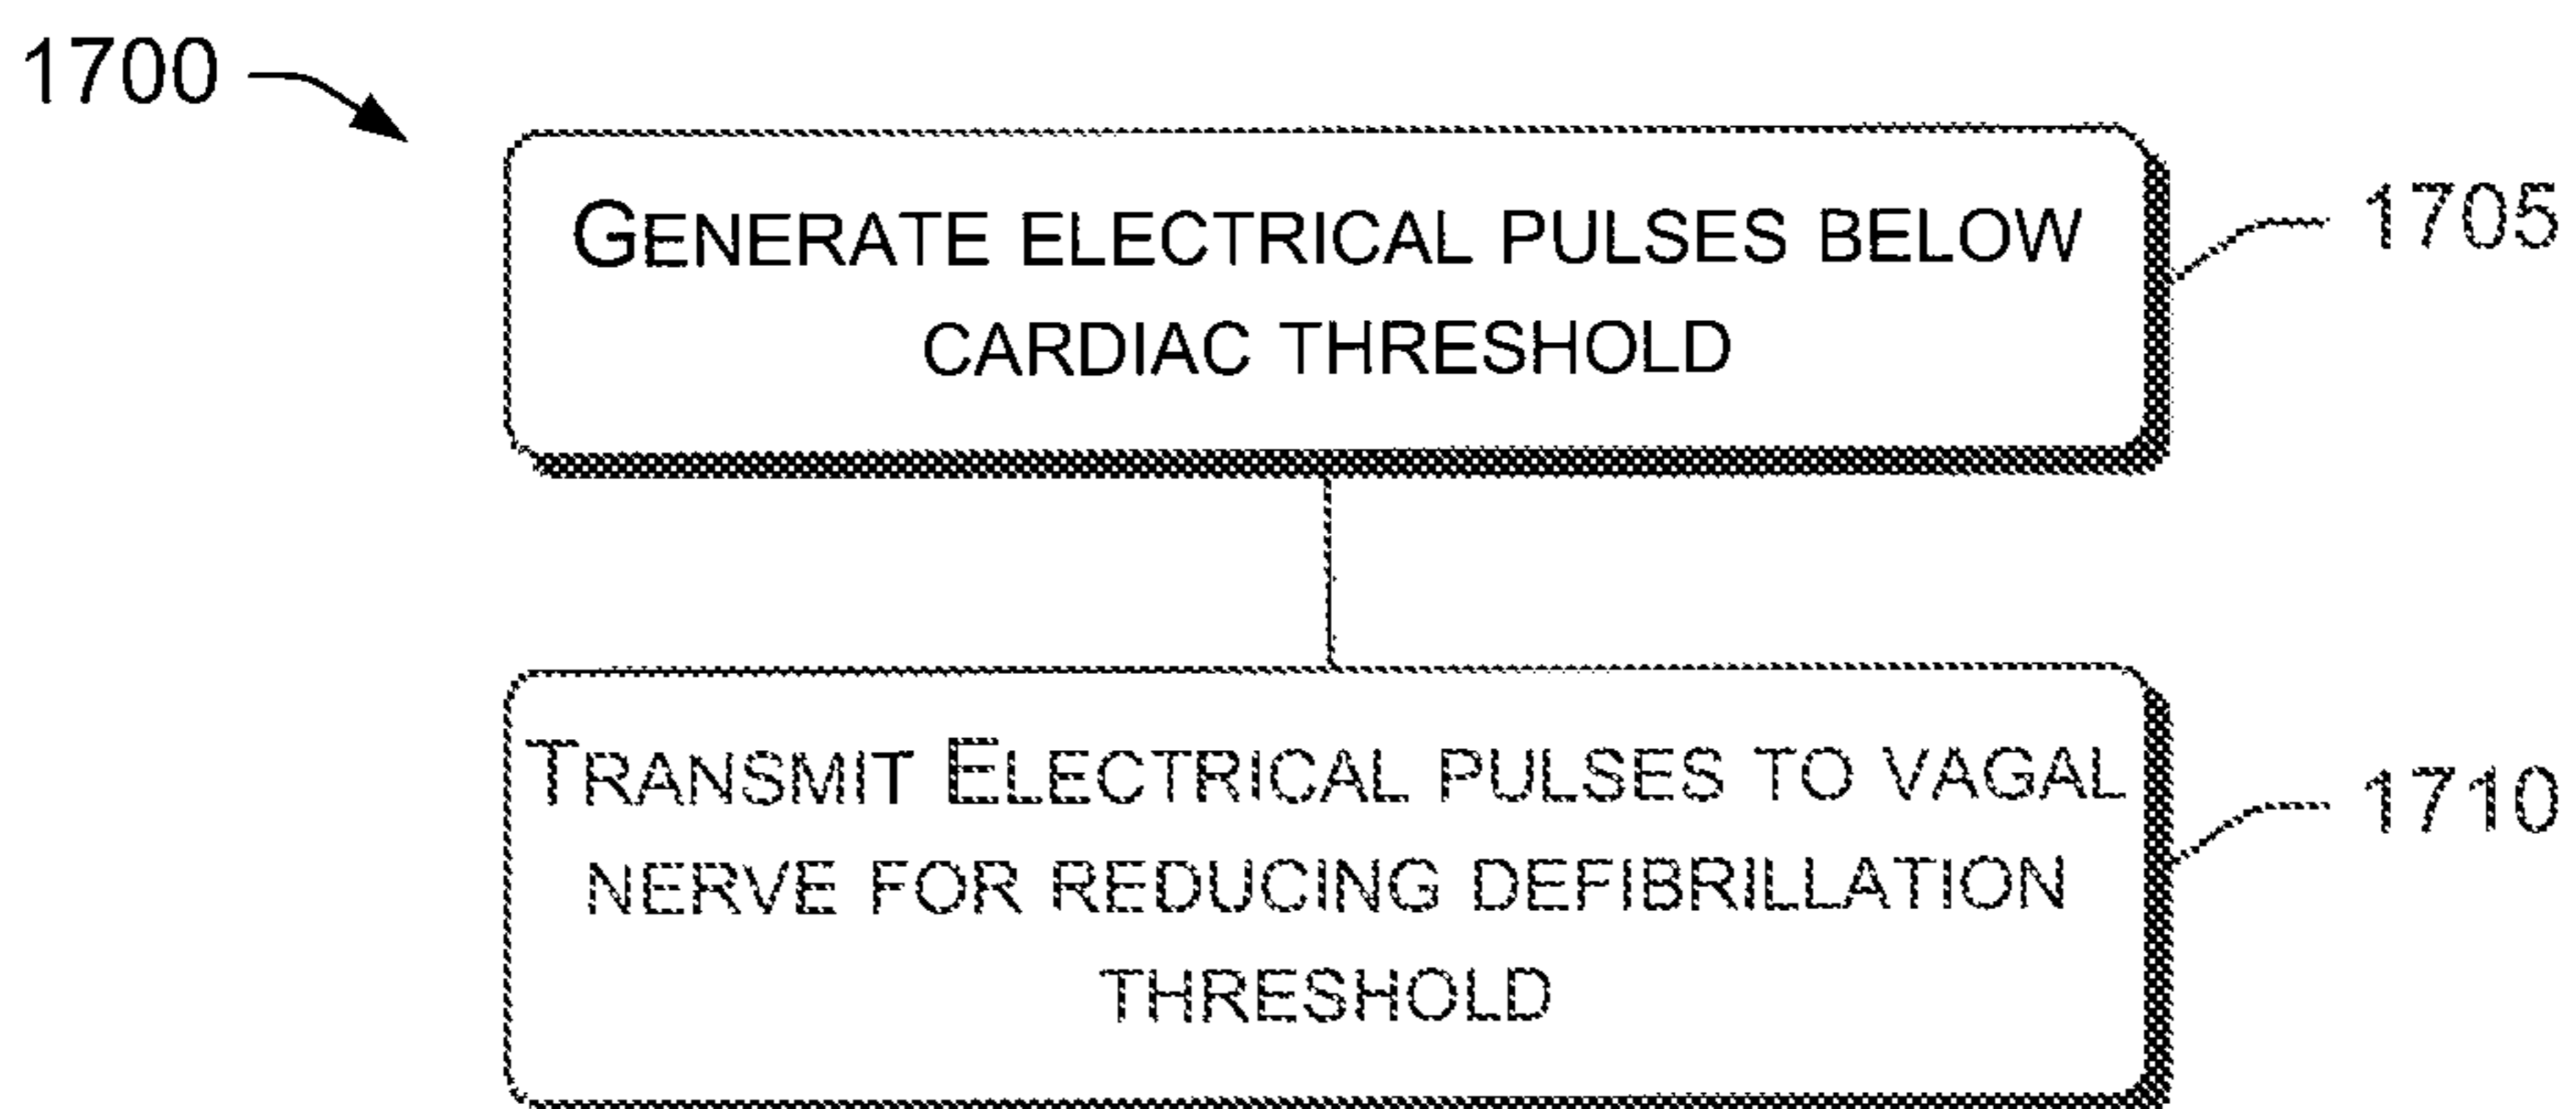 1700
GENERATE ELECTRICAL PULSES BELOW
CARDIAC THRESHOLD
1705
TRANSMIT ELECTRICAL PULSES TO VAGAL
NERVE FOR REDUCING DEFIBRILLATION
THRESHOLD
1710